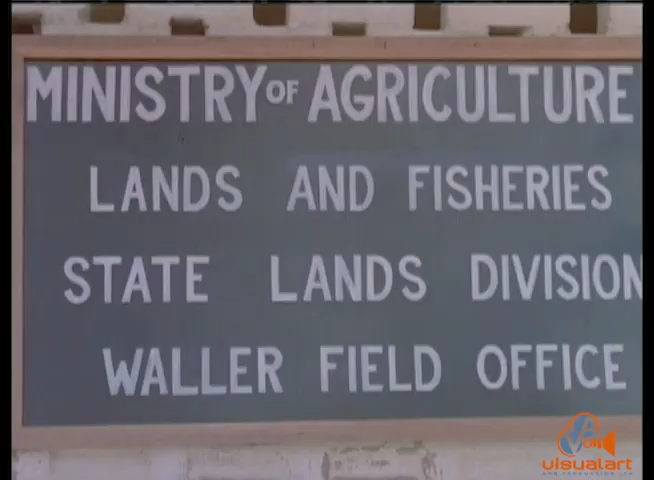 MINISTRY OF AGRICULTURE
LANDS AND FISHERIES
STATE LANDS DIVISION
WALLER FIELD OFFICE
visualart